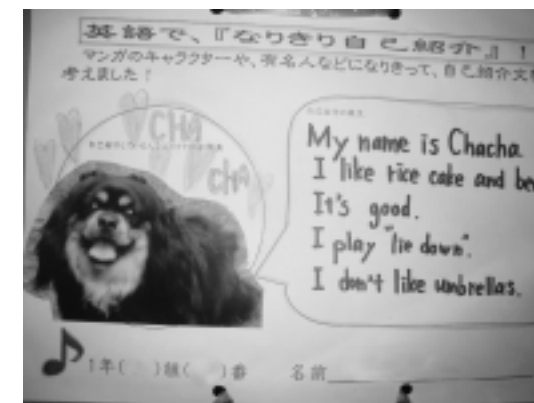 英語で、『なりきり自己紹介』！
マンガのキャラクターや、有名人などになりきって、自己紹介文を
考えました！
CHA
CHA
My name is Chacha.
I like rice cake and
It's good.
I play "lie down".
I don't like umbrellas.
1年( )組( )番 名前